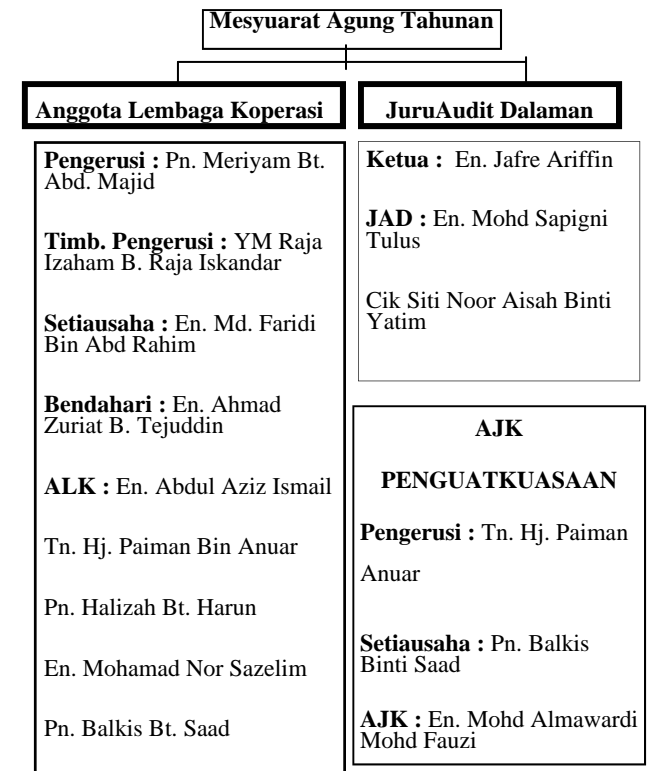 Mesyuarat Agung Tahunan
Anggota Lembaga Koperasi
Pengerusi : Pn. Meriyam Bt.
Abd. Majid
Timb. Pengerusi : YM Raja
Izaham B. Raja Iskandar
Setiausaha : En. Md. Faridi
Bin Abd Rahim
Bendahari : En. Ahmad
Zuriat B. Tejuddin
ALK : En. Abdul Aziz Ismail
Tn. Hj. Paiman Bin Anuar
Pn. Halizah Bt. Harun
En. Mohamad Nor Sazelim
Pn. Balkis Bt. Saad
JuruAudit Dalaman
Ketua : En. Jafre Ariffin
JAD : En. Mohd Sapigni
Tulus
Cik Siti Noor Aisah Binti
Yatim
AJK
PENGUATKUASAAN
Pengerusi : Tn. Hj. Paiman
Anuar
Setiausaha : Pn. Balkis
Binti Saad
AJK : En. Mohd Almawardi
Mohd Fauzi